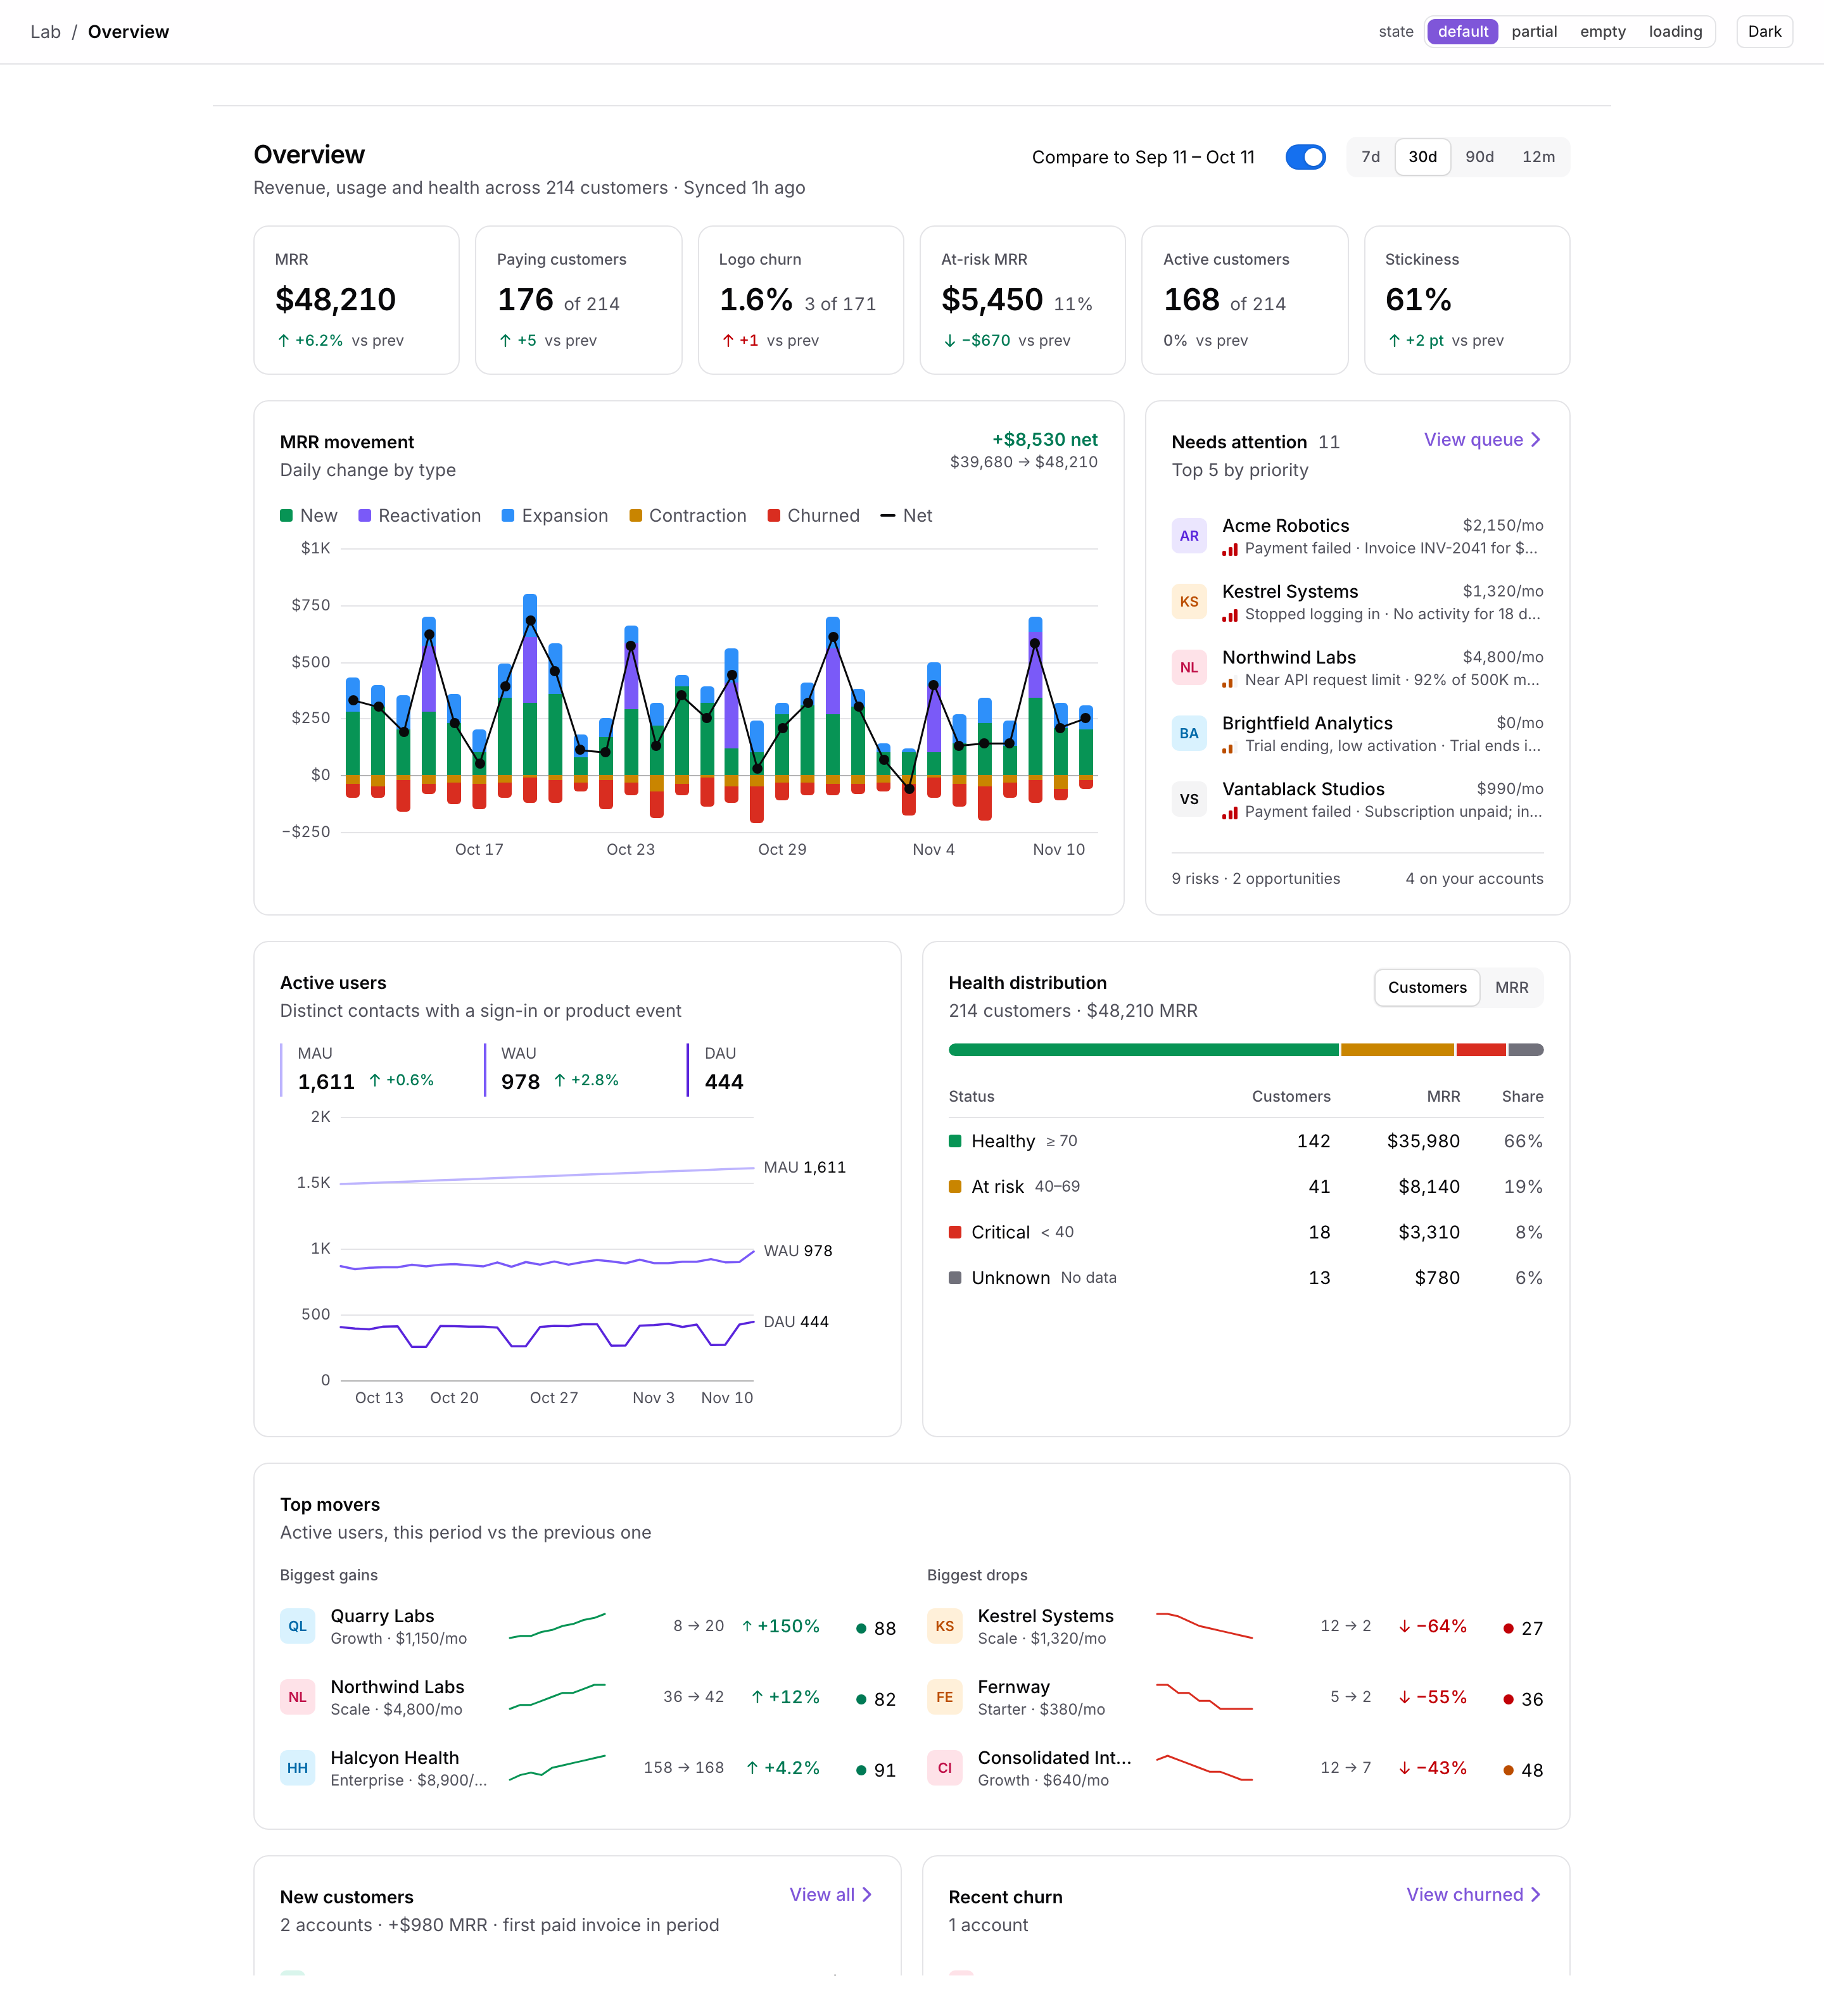 Lab / Overview
state default partial empty loading Dark
Overview
Revenue, usage and health across 214 customers · Synced 1h ago
Compare to Sep 11 – Oct 11
7d 30d 90d 12m
MRR
$48,210
↑ +6.2% vs prev
Paying customers
176 of 214
↑ +5 vs prev
Logo churn
1.6% 3 of 171
↑ +1 vs prev
At-risk MRR
$5,450 11%
↓ −$670 vs prev
Active customers
168 of 214
0% vs prev
Stickiness
61%
↑ +2 pt vs prev
MRR movement
Daily change by type
+$8,530 net
$39,680 → $48,210
New Reactivation Expansion Contraction Churned Net
$1K
$750
$500
$250
$0
−$250
Oct 17 Oct 23 Oct 29 Nov 4 Nov 10
Needs attention 11
View queue
Top 5 by priority
AR Acme Robotics $2,150/mo
Payment failed · Invoice INV-2041 for $...
KS Kestrel Systems $1,320/mo
Stopped logging in · No activity for 18 d...
NL Northwind Labs $4,800/mo
Near API request limit · 92% of 500K m...
BA Brightfield Analytics $0/mo
Trial ending, low activation · Trial ends i...
VS Vantablack Studios $990/mo
Payment failed · Subscription unpaid; in...
9 risks · 2 opportunities 4 on your accounts
Active users
Distinct contacts with a sign-in or product event
MAU
1,611 ↑ +0.6%
WAU
978 ↑ +2.8%
DAU
444
2K
1.5K
1K
500
0
MAU 1,611
WAU 978
DAU 444
Oct 13 Oct 20 Oct 27 Nov 3 Nov 10
Health distribution
214 customers · $48,210 MRR
Customers MRR
Status Customers MRR Share
Healthy ≥ 70 142 $35,980 66%
At risk 40–69 41 $8,140 19%
Critical < 40 18 $3,310 8%
Unknown No data 13 $780 6%
Top movers
Active users, this period vs the previous one
Biggest gains
QL Quarry Labs 8 → 20 ↑ +150% 88
Growth · $1,150/mo
NL Northwind Labs 36 → 42 ↑ +12% 82
Scale · $4,800/mo
HH Halcyon Health 158 → 168 ↑ +4.2% 91
Enterprise · $8,900/...
Biggest drops
KS Kestrel Systems 12 → 2 ↓ −64% 27
Scale · $1,320/mo
FE Fernway 5 → 2 ↓ −55% 36
Starter · $380/mo
CI Consolidated Int... 12 → 7 ↓ −43% 48
Growth · $640/mo
New customers
View all
2 accounts · +$980 MRR · first paid invoice in period
Recent churn
View churned
1 account